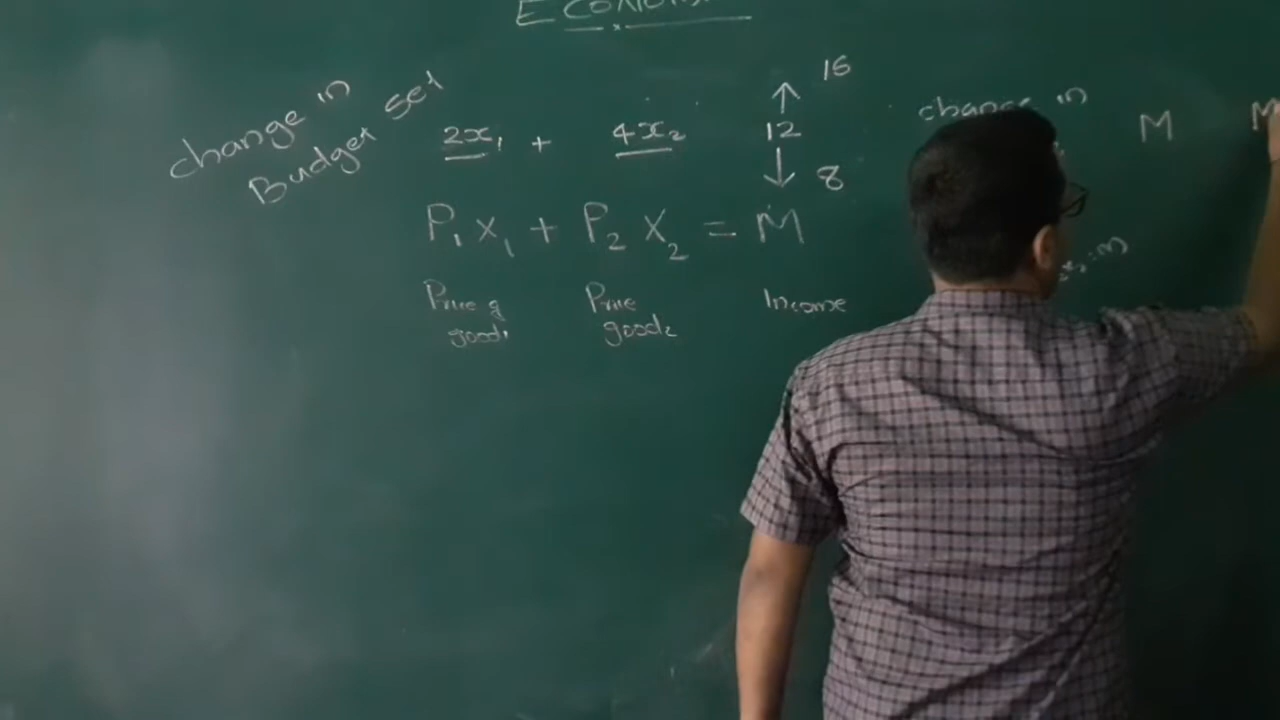 change in
Budget set
16
2x₁ + 4x₂ 12
8
P₁ x₁ + P₂ x₂ = M
Price of good₁
Price good₂
Income
change in
M M